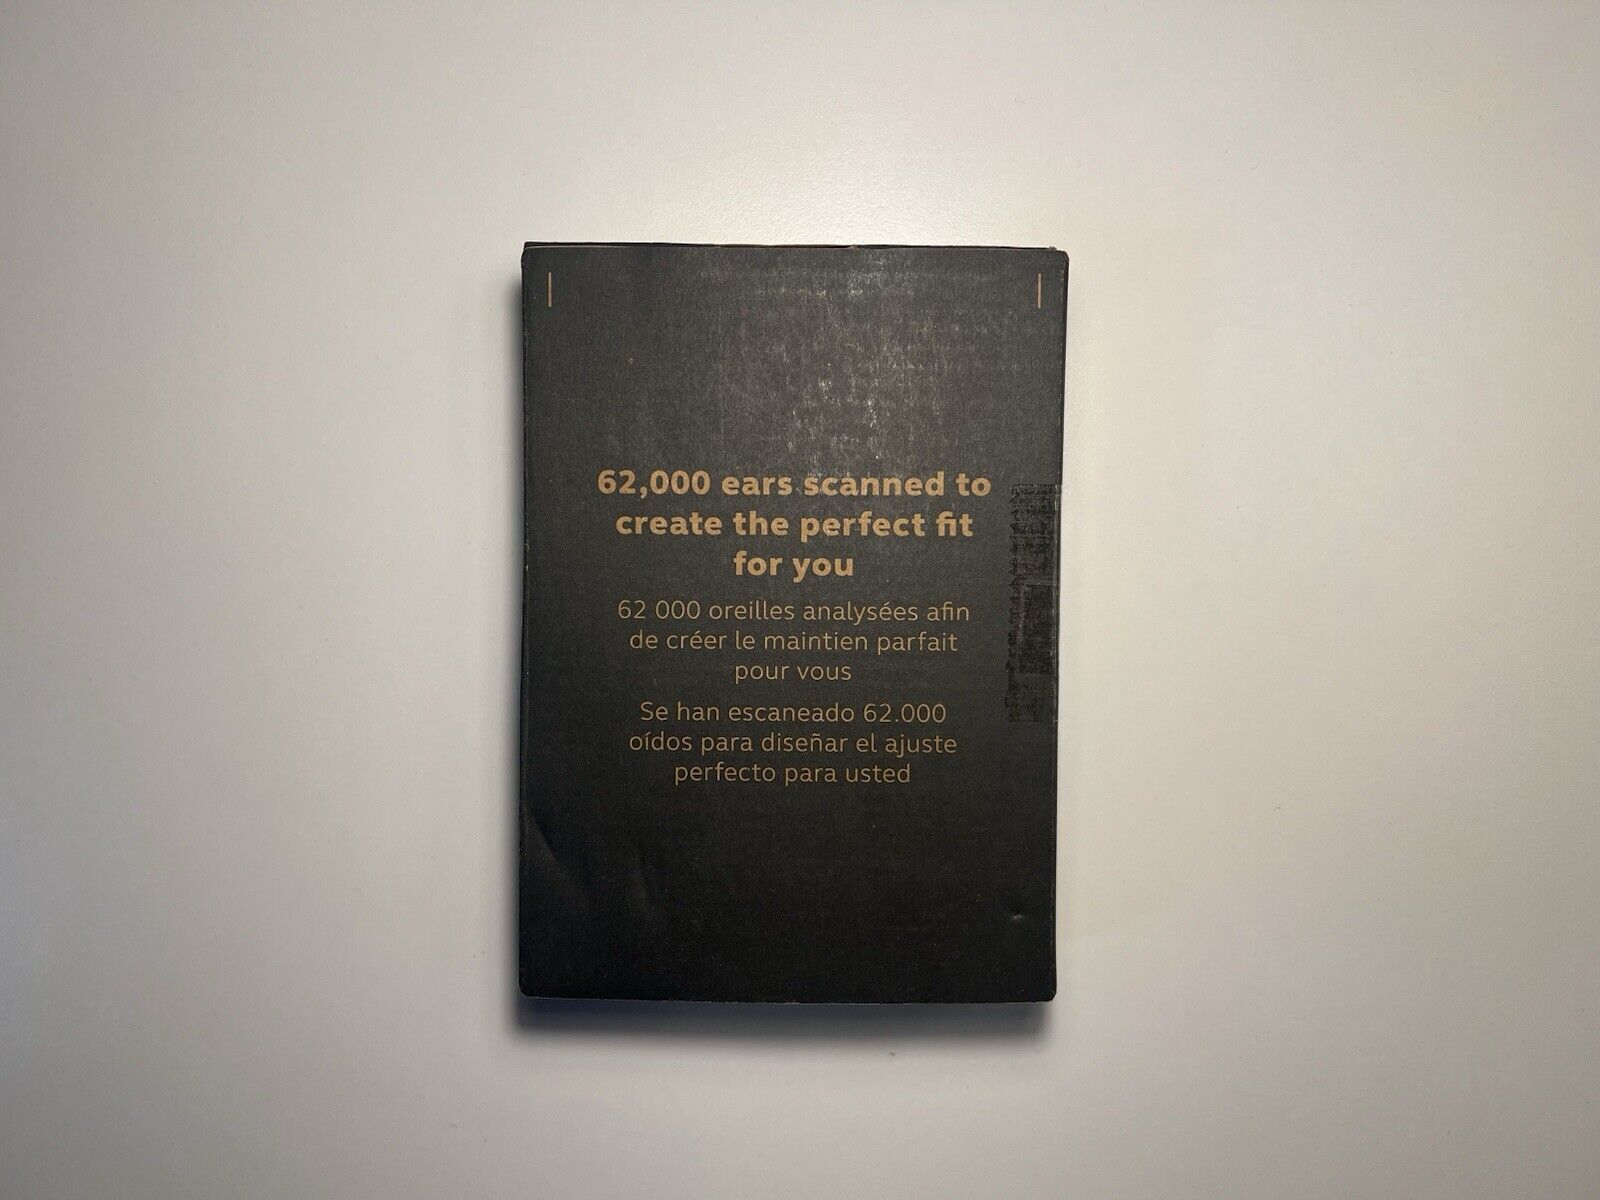 62,000 ears scanned to
create the perfect fit
for you
62 000 oreilles analysées afin
de créer le maintien parfait
pour vous
Se han escaneado 62.000
oídos para diseñar el ajuste
perfecto para usted